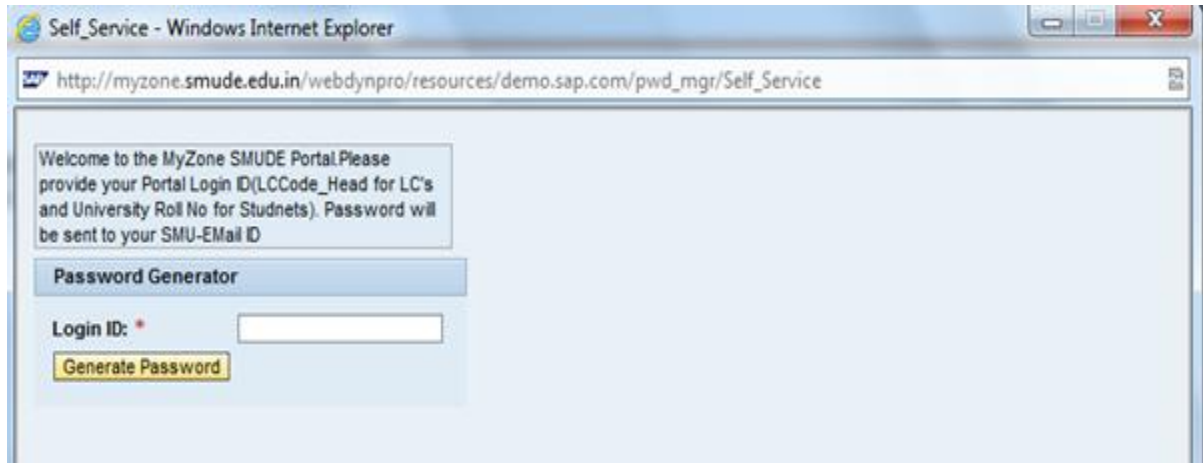 Self_Service - Windows Internet Explorer
http://myzone.smude.edu.in/webdynpro/resources/demo.sap.com/pwd_mgr/Self_Service
Welcome to the MyZone SMUDE Portal.Please
provide your Portal Login ID(LCCode_Head for LC's
and University Roll No for Studnets). Password will
be sent to your SMU-EMail ID
Password Generator
Login ID: *
Generate Password